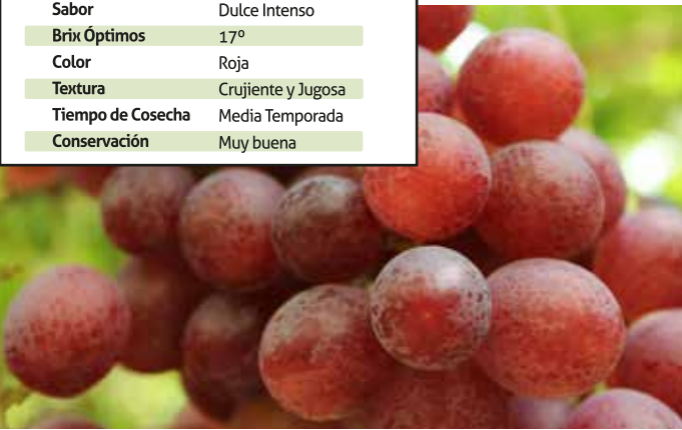 Sabor Dulce Intenso
Brix Óptimos 17º
Color Roja
Textura Crujiente y Jugosa
Tiempo de Cosecha Media Temporada
Conservación Muy buena